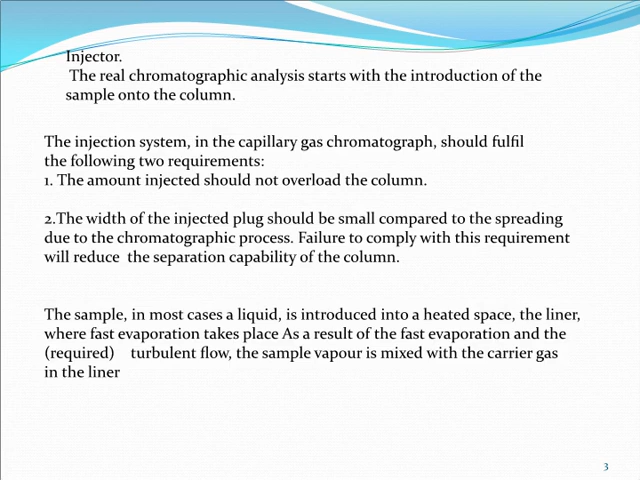 Injector.
The real chromatographic analysis starts with the introduction of the
sample onto the column.
The injection system, in the capillary gas chromatograph, should fulfil
the following two requirements:
1. The amount injected should not overload the column.
2.The width of the injected plug should be small compared to the spreading
due to the chromatographic process. Failure to comply with this requirement
will reduce the separation capability of the column.
The sample, in most cases a liquid, is introduced into a heated space, the liner,
where fast evaporation takes place As a result of the fast evaporation and the
(required) turbulent flow, the sample vapour is mixed with the carrier gas
in the liner
3